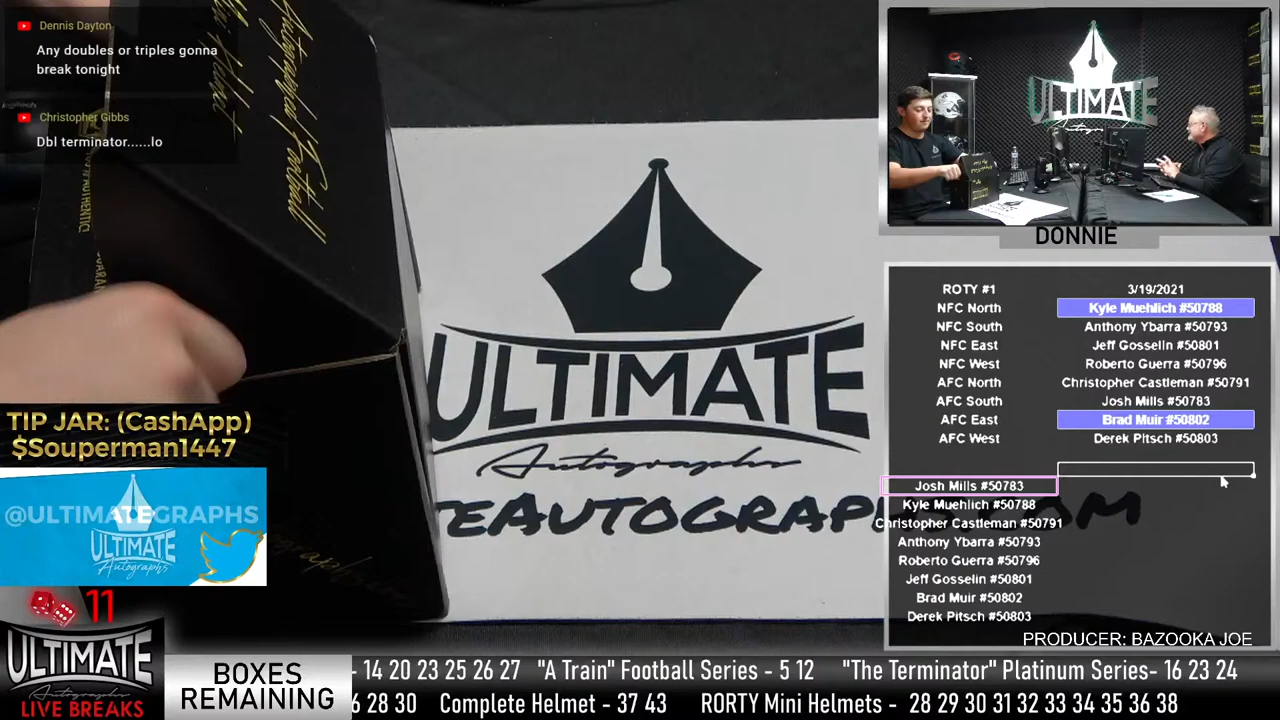 Dennis Dayton
Any doubles or triples gonna
break tonight
Christopher Gibbs
Dbl terminator......lo
Autographed Football
ULTIMATE
Autographs
ULTIMATE
Autographs
DONNIE
ROTY #1 3/19/2021
NFC North Kyle Muehlich #50788
NFC South Anthony Ybarra #50793
NFC East Jeff Gosselin #50801
NFC West Roberto Guerra #50796
AFC North Christopher Castleman #50791
AFC South Josh Mills #50783
AFC East Brad Muir #50802
AFC West Derek Pitsch #50803
Josh Mills #50783
Kyle Muehlich #50788
Christopher Castleman #50791
Anthony Ybarra #50793
Roberto Guerra #50796
Jeff Gosselin #50801
Brad Muir #50802
Derek Pitsch #50803
PRODUCER: BAZOOKA JOE
TIP JAR: (CashApp)
$Souperman1447
@ULTIMATEGRAPHS
ULTIMATE
Autographs
11
ULTIMATE
Autographs
LIVE BREAKS
BOXES
REMAINING
- 14 20 23 25 26 27 "A Train" Football Series - 5 12 "The Terminator" Platinum Series- 16 23 24
6 28 30 Complete Helmet - 37 43 RORTY Mini Helmets - 28 29 30 31 32 33 34 35 36 38